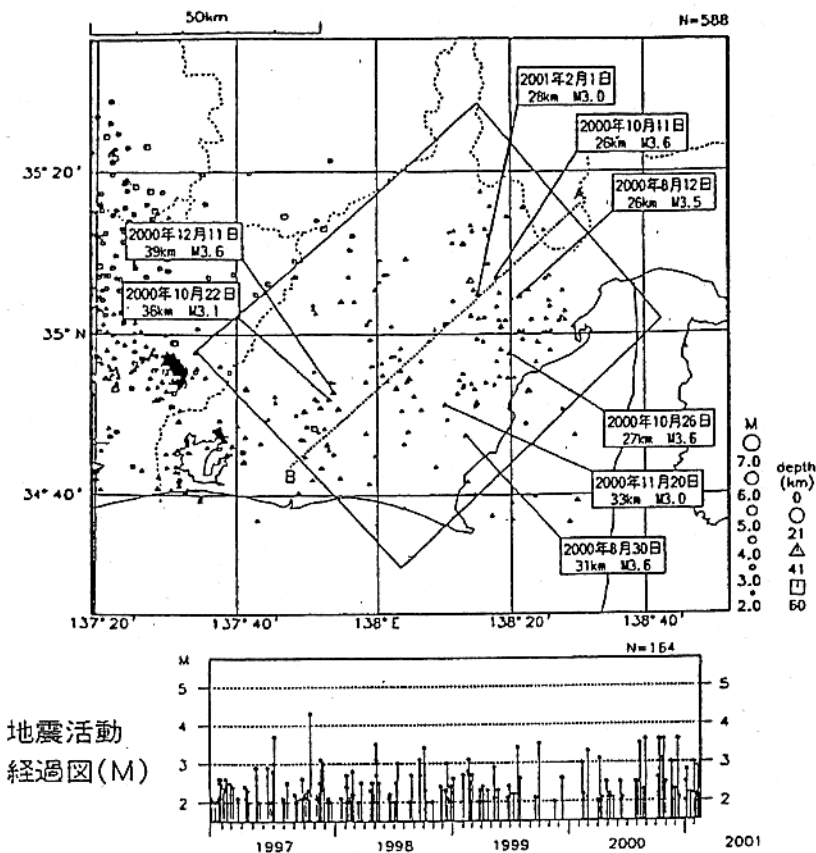 50km
N=588
2001年2月1日
28km M3.0
2000年10月11日
26km M3.6
2000年8月12日
26km M3.5
35°20'
A
2000年12月11日
39km M3.6
2000年10月22日
36km M3.1
35°N
2000年10月26日
27km M3.6
B
34°40'
2000年11月20日
33km M3.0
2000年8月30日
31km M3.6
137°20'
137°40'
138°E
138°20'
138°40'
M
7.0
6.0
5.0
4.0
3.0
2.0
depth
(km)
0
21
41
60
N=164
M
5
4
3
2
5
4
3
2
地震活動
経過図(M)
1997
1998
1999
2000
2001